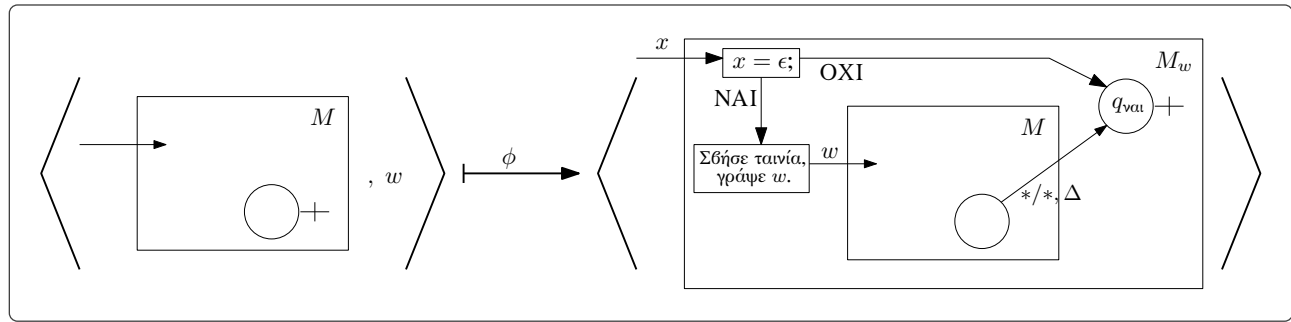 M
, w
ϕ
x
x = ϵ;
ΟΧΙ
M_w
ΝΑΙ
M
q_ναι
Σβήσε ταινία,
γράψε w.
w
∗/∗, Δ